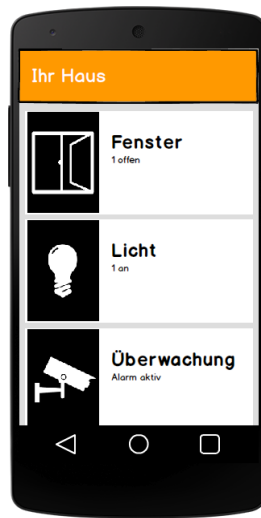 Ihr Haus
Fenster
1 offen
Licht
1 an
Überwachung
Alarm aktiv